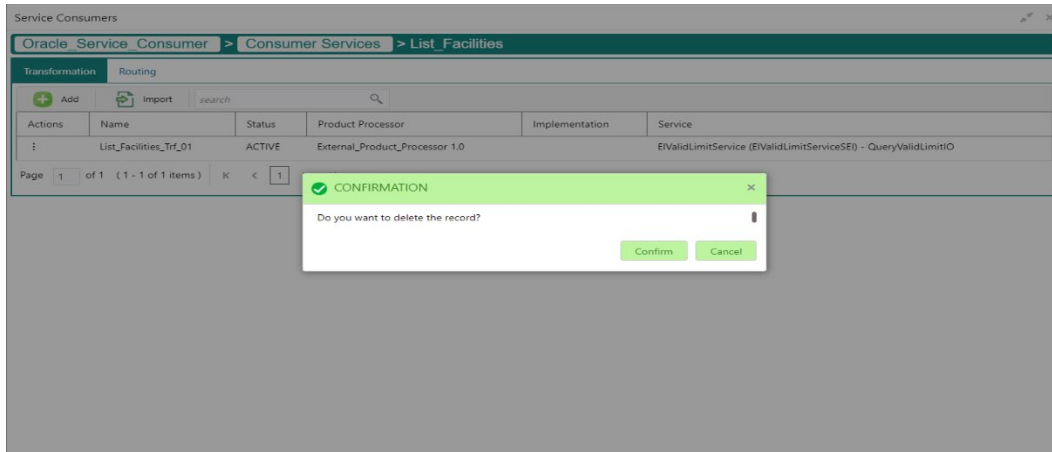 Service Consumers
Oracle_Service_Consumer > Consumer Services > List_Facilities
Transformation Routing
Add Import search
Actions Name Status Product Processor Implementation Service
List_Facilities_Trf_01 ACTIVE External_Product_Processor 1.0 EIValidLimitService (EIValidLimitServiceSEI) - QueryValidLimitIO
Page 1 of 1 (1 - 1 of 1 items) K < 1
CONFIRMATION
Do you want to delete the record?
Confirm Cancel